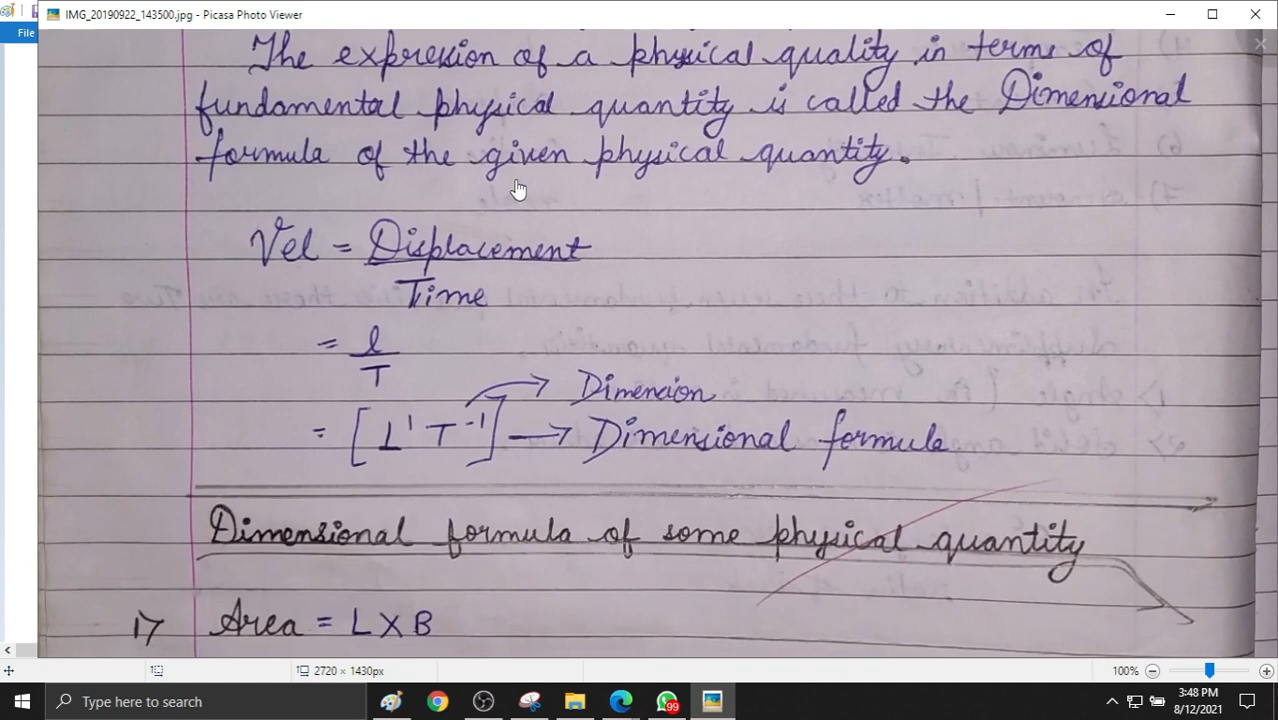 IMG_20190922_143500.jpg - Picasa Photo Viewer
File
The expression of a physical quality in terms of
fundamental physical quantity is called the Dimensional
formula of the given physical quantity.
Vel = Displacement
Time
= l
T
= [L¹ T⁻¹] → Dimencion
→ Dimensional formula
Dimensional formula of some physical quantity
1> Area = L X B
2720 × 1430px
100%
Type here to search
99
3:48 PM
8/12/2021